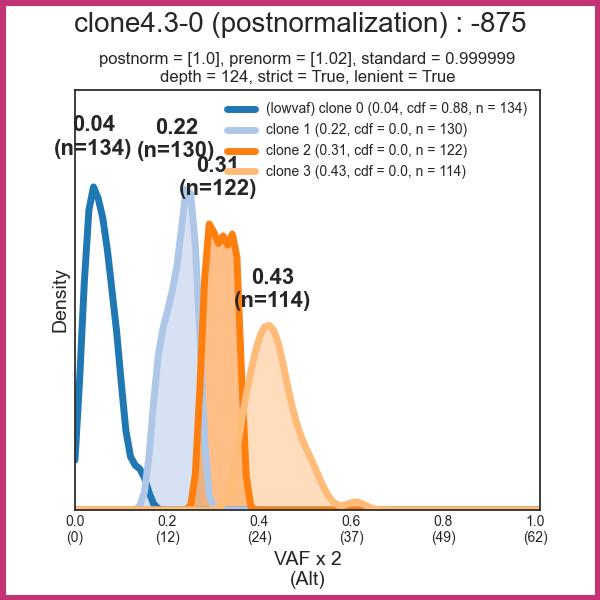 clone4.3-0 (postnormalization) : -875
postnorm = [1.0], prenorm = [1.02], standard = 0.999999
depth = 124, strict = True, lenient = True
(lowvaf) clone 0 (0.04, cdf = 0.88, n = 134)
clone 1 (0.22, cdf = 0.0, n = 130)
clone 2 (0.31, cdf = 0.0, n = 122)
clone 3 (0.43, cdf = 0.0, n = 114)
0.04
(n=134)
0.22
(n=130)
0.31
(n=122)
0.43
(n=114)
Density
0.0 0.2 0.4 0.6 0.8 1.0
(0) (12) (24) (37) (49) (62)
VAF x 2
(Alt)